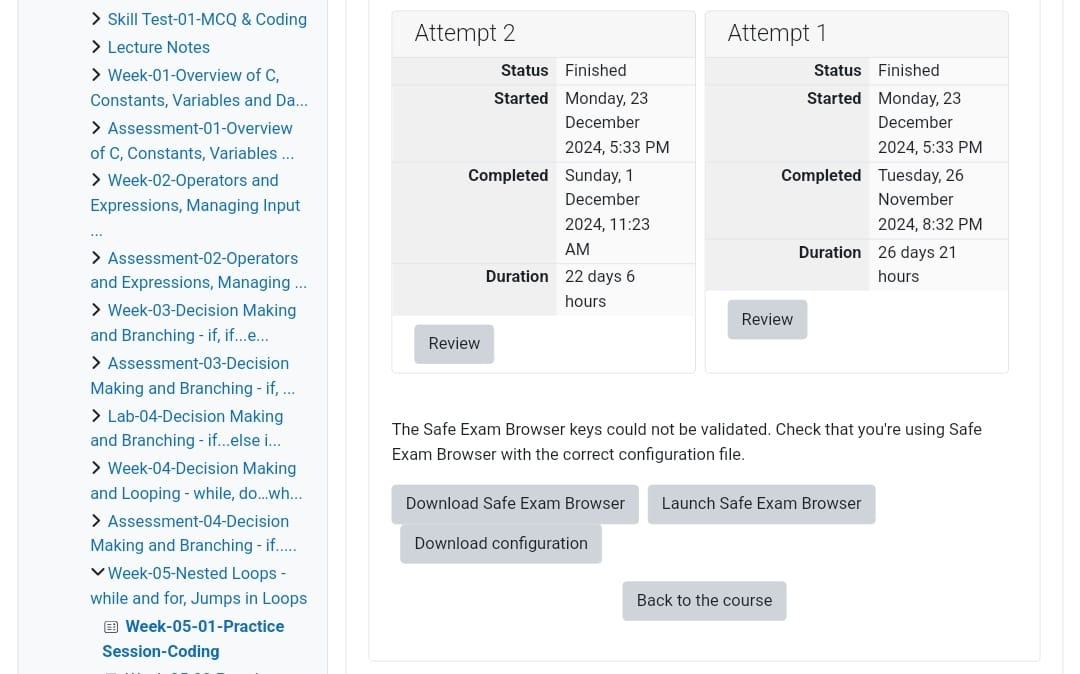 Skill Test-01-MCQ & Coding
Lecture Notes
Week-01-Overview of C,
Constants, Variables and Da...
Assessment-01-Overview
of C, Constants, Variables ...
Week-02-Operators and
Expressions, Managing Input
...
Assessment-02-Operators
and Expressions, Managing ...
Week-03-Decision Making
and Branching - if, if...e...
Assessment-03-Decision
Making and Branching - if, ...
Lab-04-Decision Making
and Branching - if...else i...
Week-04-Decision Making
and Looping - while, do...wh...
Assessment-04-Decision
Making and Branching - if.....
Week-05-Nested Loops -
while and for, Jumps in Loops
Week-05-01-Practice
Session-Coding
Attempt 2
Status Finished
Started Monday, 23
December
2024, 5:33 PM
Completed Sunday, 1
December
2024, 11:23
AM
Duration 22 days 6
hours
Review
Attempt 1
Status Finished
Started Monday, 23
December
2024, 5:33 PM
Completed Tuesday, 26
November
2024, 8:32 PM
Duration 26 days 21
hours
Review
The Safe Exam Browser keys could not be validated. Check that you're using Safe
Exam Browser with the correct configuration file.
Download Safe Exam Browser
Launch Safe Exam Browser
Download configuration
Back to the course